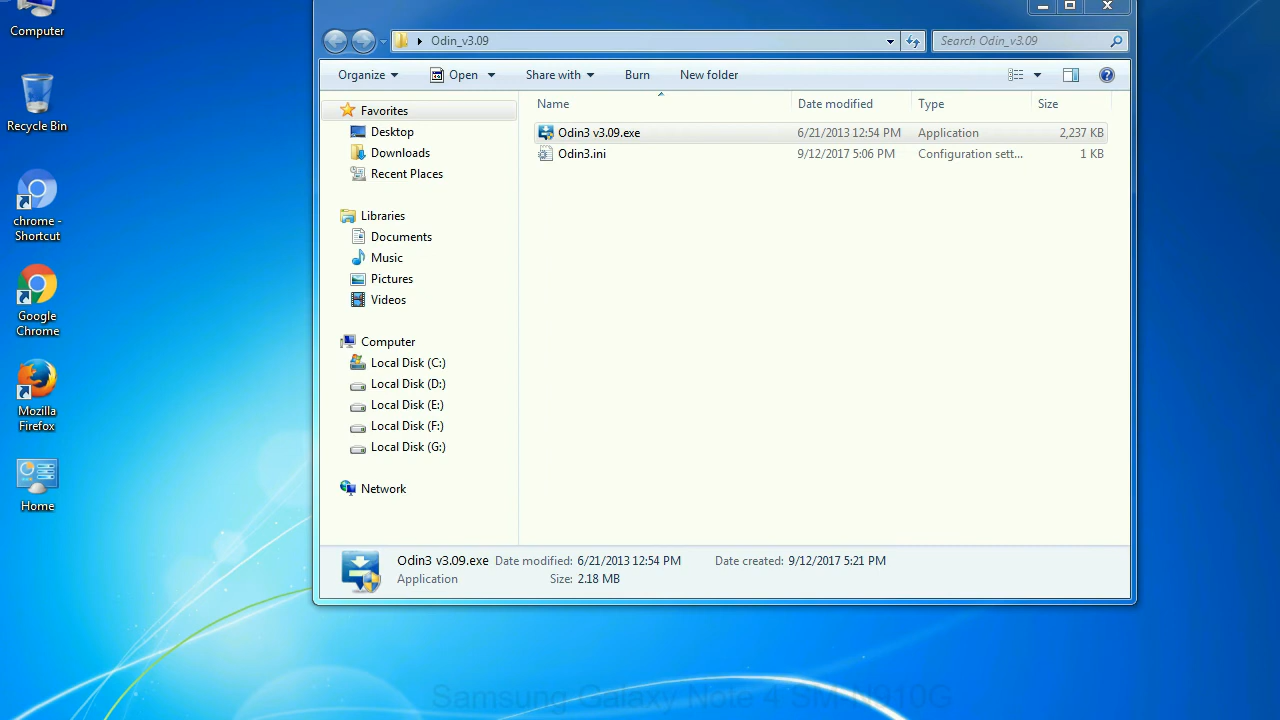 Computer
Recycle Bin
chrome -
Shortcut
Google
Chrome
Mozilla
Firefox
Home
Odin_v3.09
Search Odin_v3.09
Organize Open Share with Burn New folder
Name Date modified Type Size
Odin3 v3.09.exe 6/21/2013 12:54 PM Application 2,237 KB
Odin3.ini 9/12/2017 5:06 PM Configuration sett... 1 KB
Favorites
Desktop
Downloads
Recent Places
Libraries
Documents
Music
Pictures
Videos
Computer
Local Disk (C:)
Local Disk (D:)
Local Disk (E:)
Local Disk (F:)
Local Disk (G:)
Network
Odin3 v3.09.exe Date modified: 6/21/2013 12:54 PM Date created: 9/12/2017 5:21 PM
Application Size: 2.18 MB
Samsung Galaxy Note 4 SM-N910G